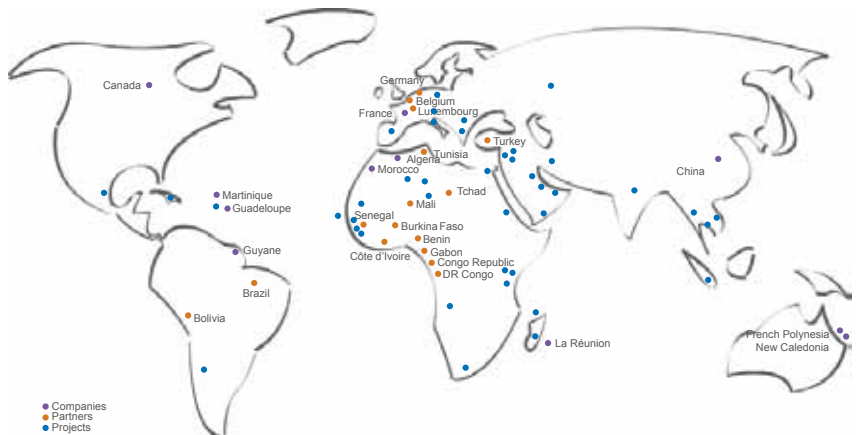 Germany
Canada
Belgium
Luxembourg
France
Turkey
Tunisia
Algeria
China
Morocco
Tchad
Martinique
Mali
Guadeloupe
Senegal
Burkina Faso
Benin
Guyane
Gabon
Côte d'Ivoire
Congo Republic
DR Congo
Brazil
Bolivia
French Polynesia
La Réunion
New Caledonia
Companies
Partners
Projects